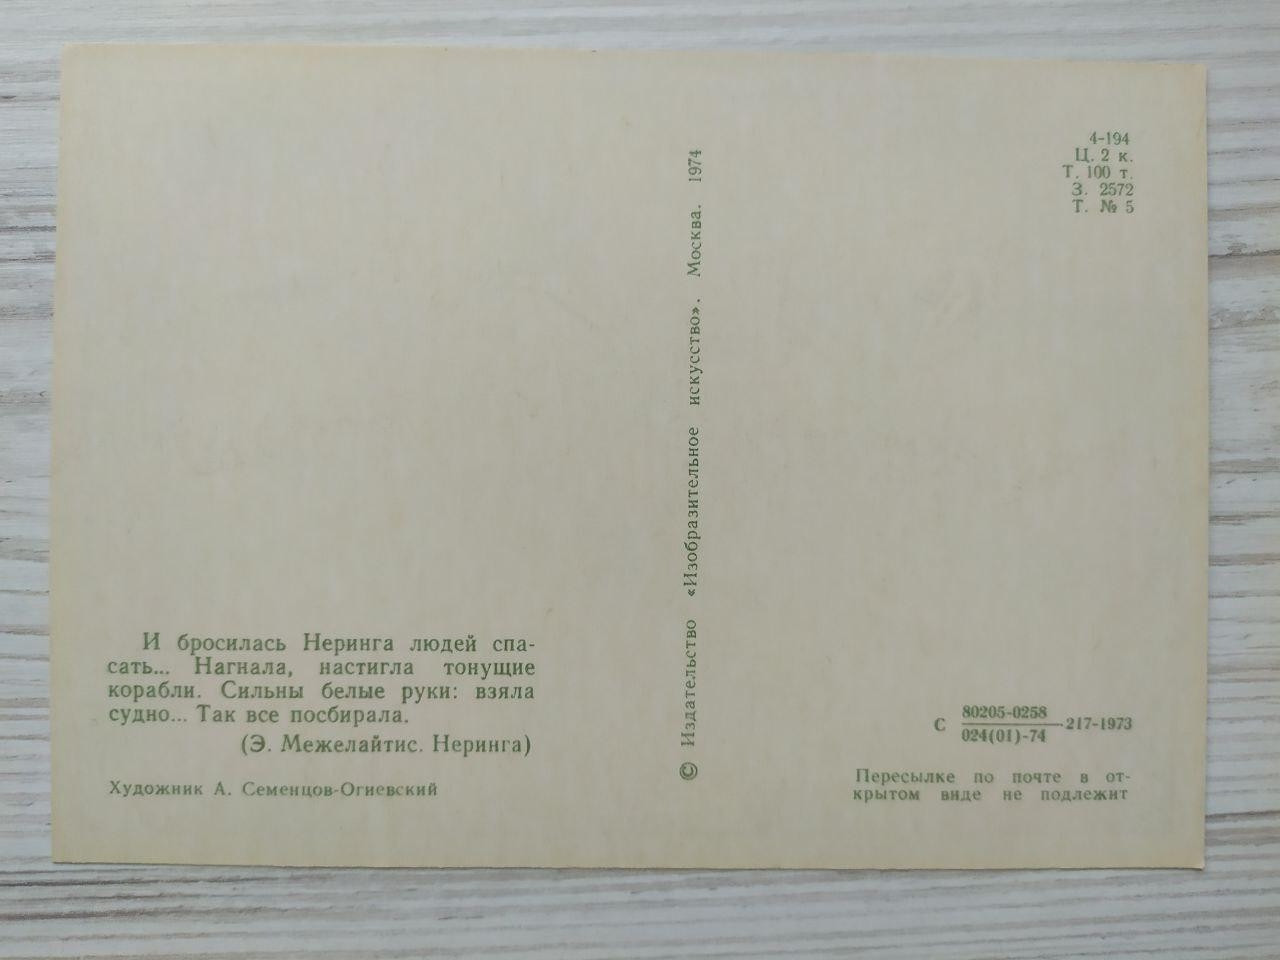 И бросилась Неринга людей спа-
сать... Нагнала, настигла тонущие
корабли. Сильны белые руки: взяла
судно... Так все посбирала.
(Э. Межелайтис. Неринга)
Художник А. Семенцов-Огиевский
© Издательство «Изобразительное искусство». Москва. 1974
4-194
Ц. 2 к.
Т. 100 т.
З. 2572
Т. № 5
С 80205-0258 217-1973
024(01)-74
Пересылке по почте в от-
крытом виде не подлежит